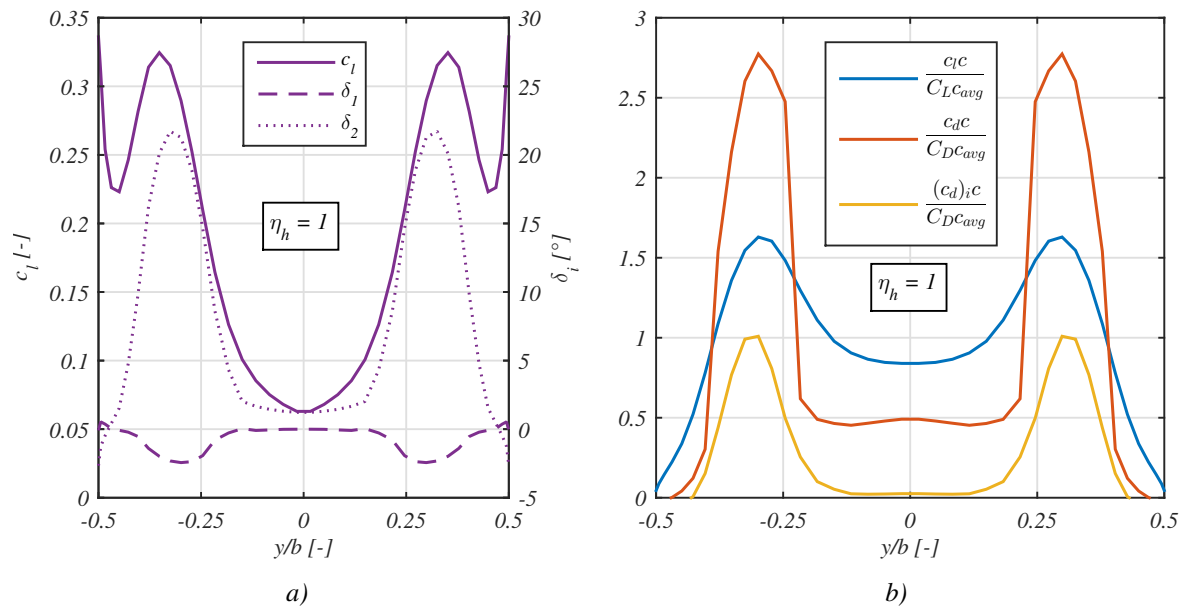 0.35
0.3
0.25
0.2
0.15
0.1
0.05
0
c_l [-]
30
25
20
15
10
5
0
-5
δ_i [°]
c_l
δ_1
δ_2
η_h = 1
-0.5
-0.25
0
0.25
0.5
y/b [-]
a)
3
2.5
2
1.5
1
0.5
0
c_l c / C_L c_avg
c_d c / C_D c_avg
(c_d)_i c / C_D c_avg
η_h = 1
-0.5
-0.25
0
0.25
0.5
y/b [-]
b)